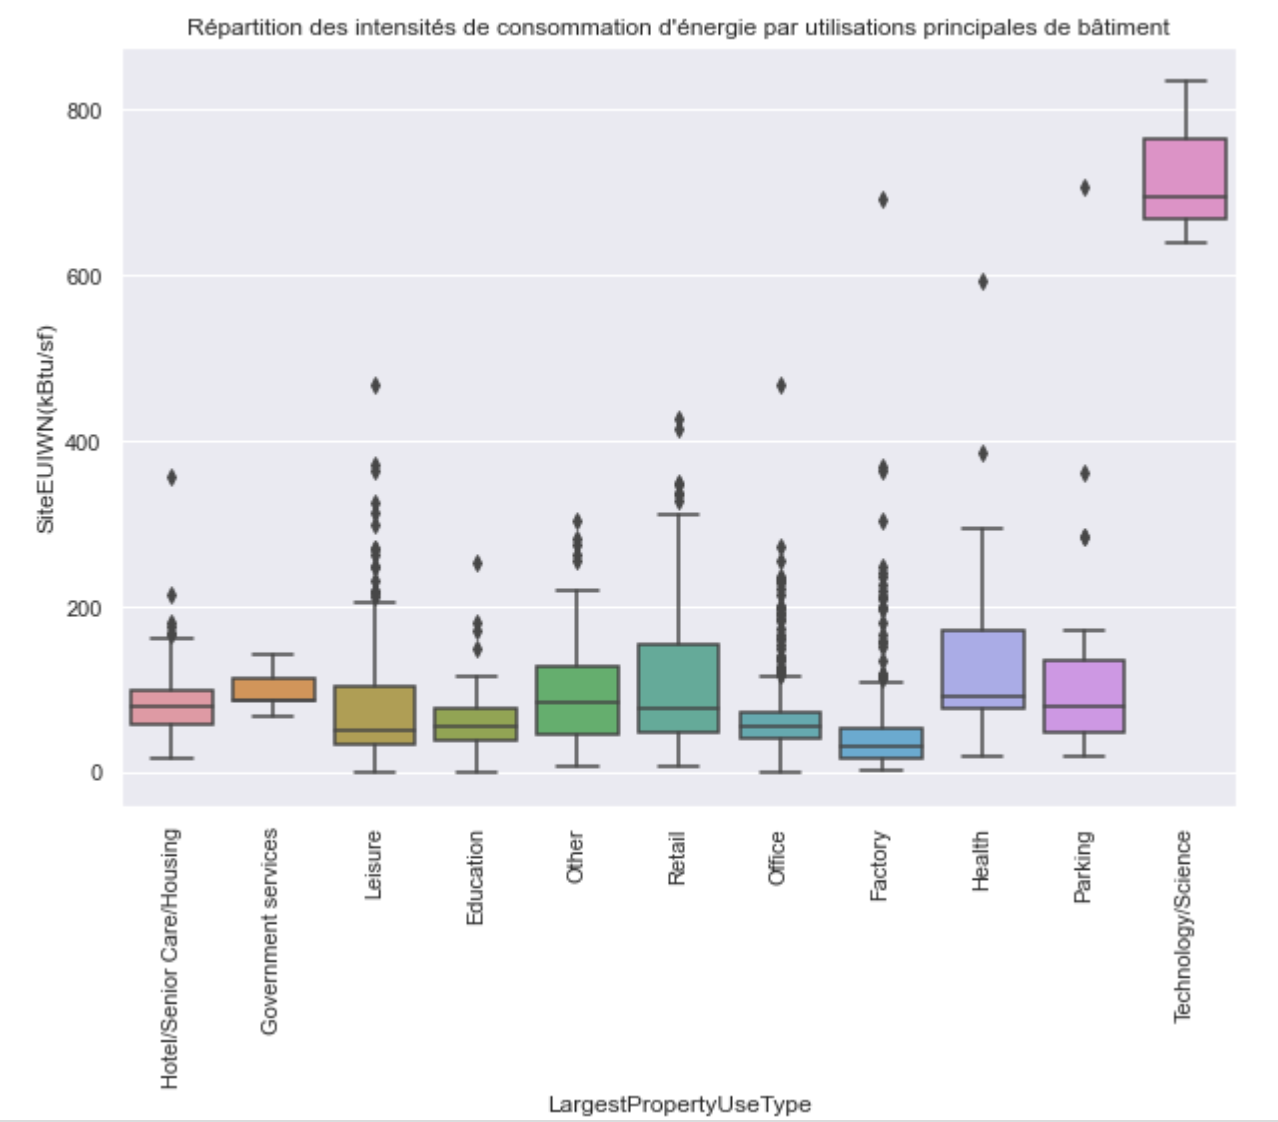 Répartition des intensités de consommation d'énergie par utilisations principales de bâtiment
SiteEUIWN(kBtu/sf)
800
600
400
200
0
Hotel/Senior Care/Housing
Government services
Leisure
Education
Other
Retail
Office
Factory
Health
Parking
Technology/Science
LargestPropertyUseType